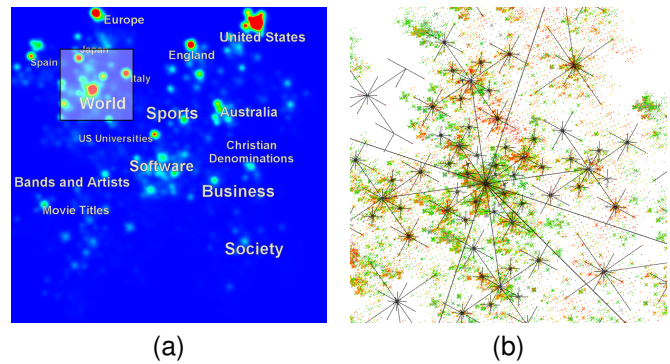 Europe
United States
Japan
England
Spain
Italy
World
Sports
Australia
US Universities
Christian
Denominations
Software
Bands and Artists
Business
Movie Titles
Society
(a)
(b)